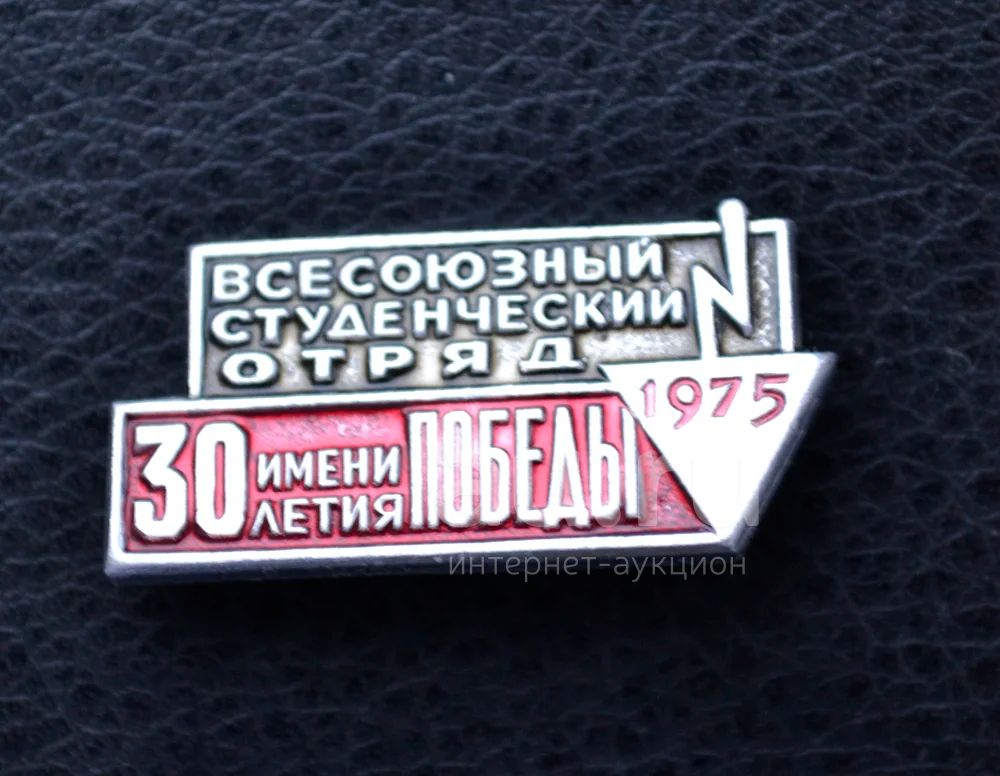 ВСЕСОЮЗНЫЙ
СТУДЕНЧЕСКИЙ
ОТРЯД
1975
30 ИМЕНИ ЛЕТИЯ ПОБЕДЫ
интернет-аукцион